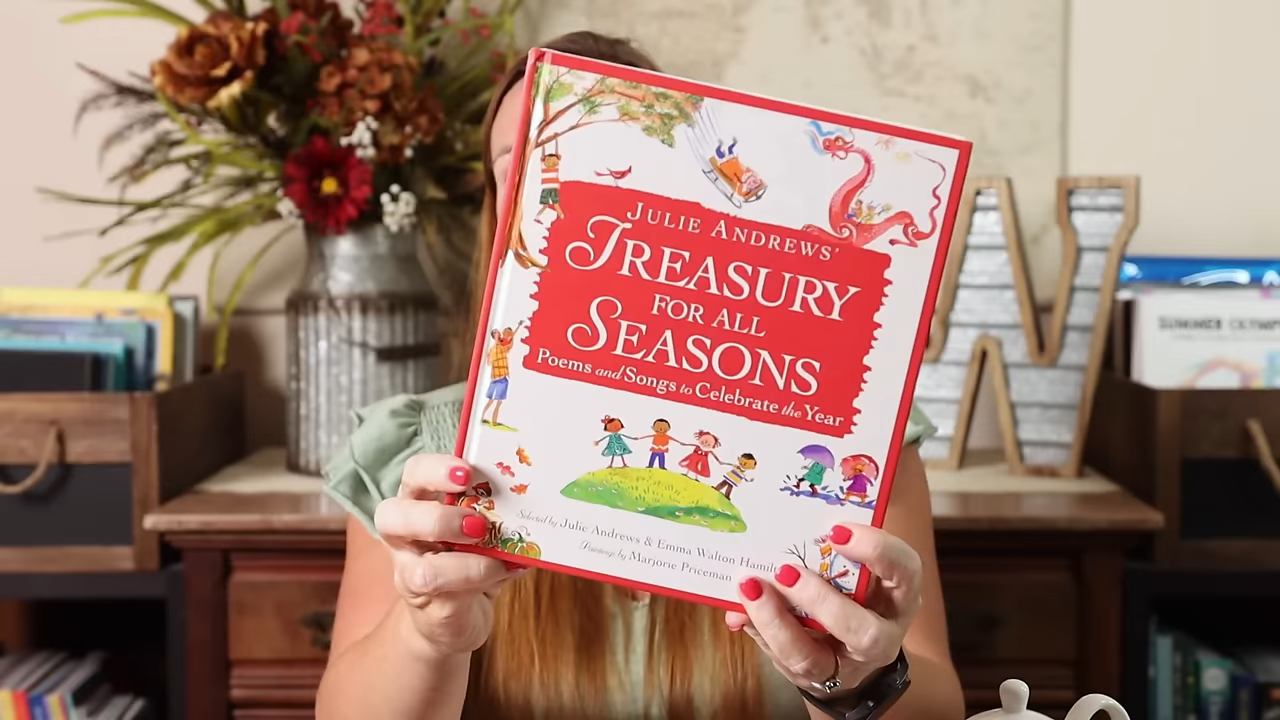 JULIE ANDREWS'
TREASURY
FOR ALL
SEASONS
Poems and Songs to Celebrate the Year
Selected by Julie Andrews & Emma Walton
Paintings by Marjorie Priceman
W
SUMMER